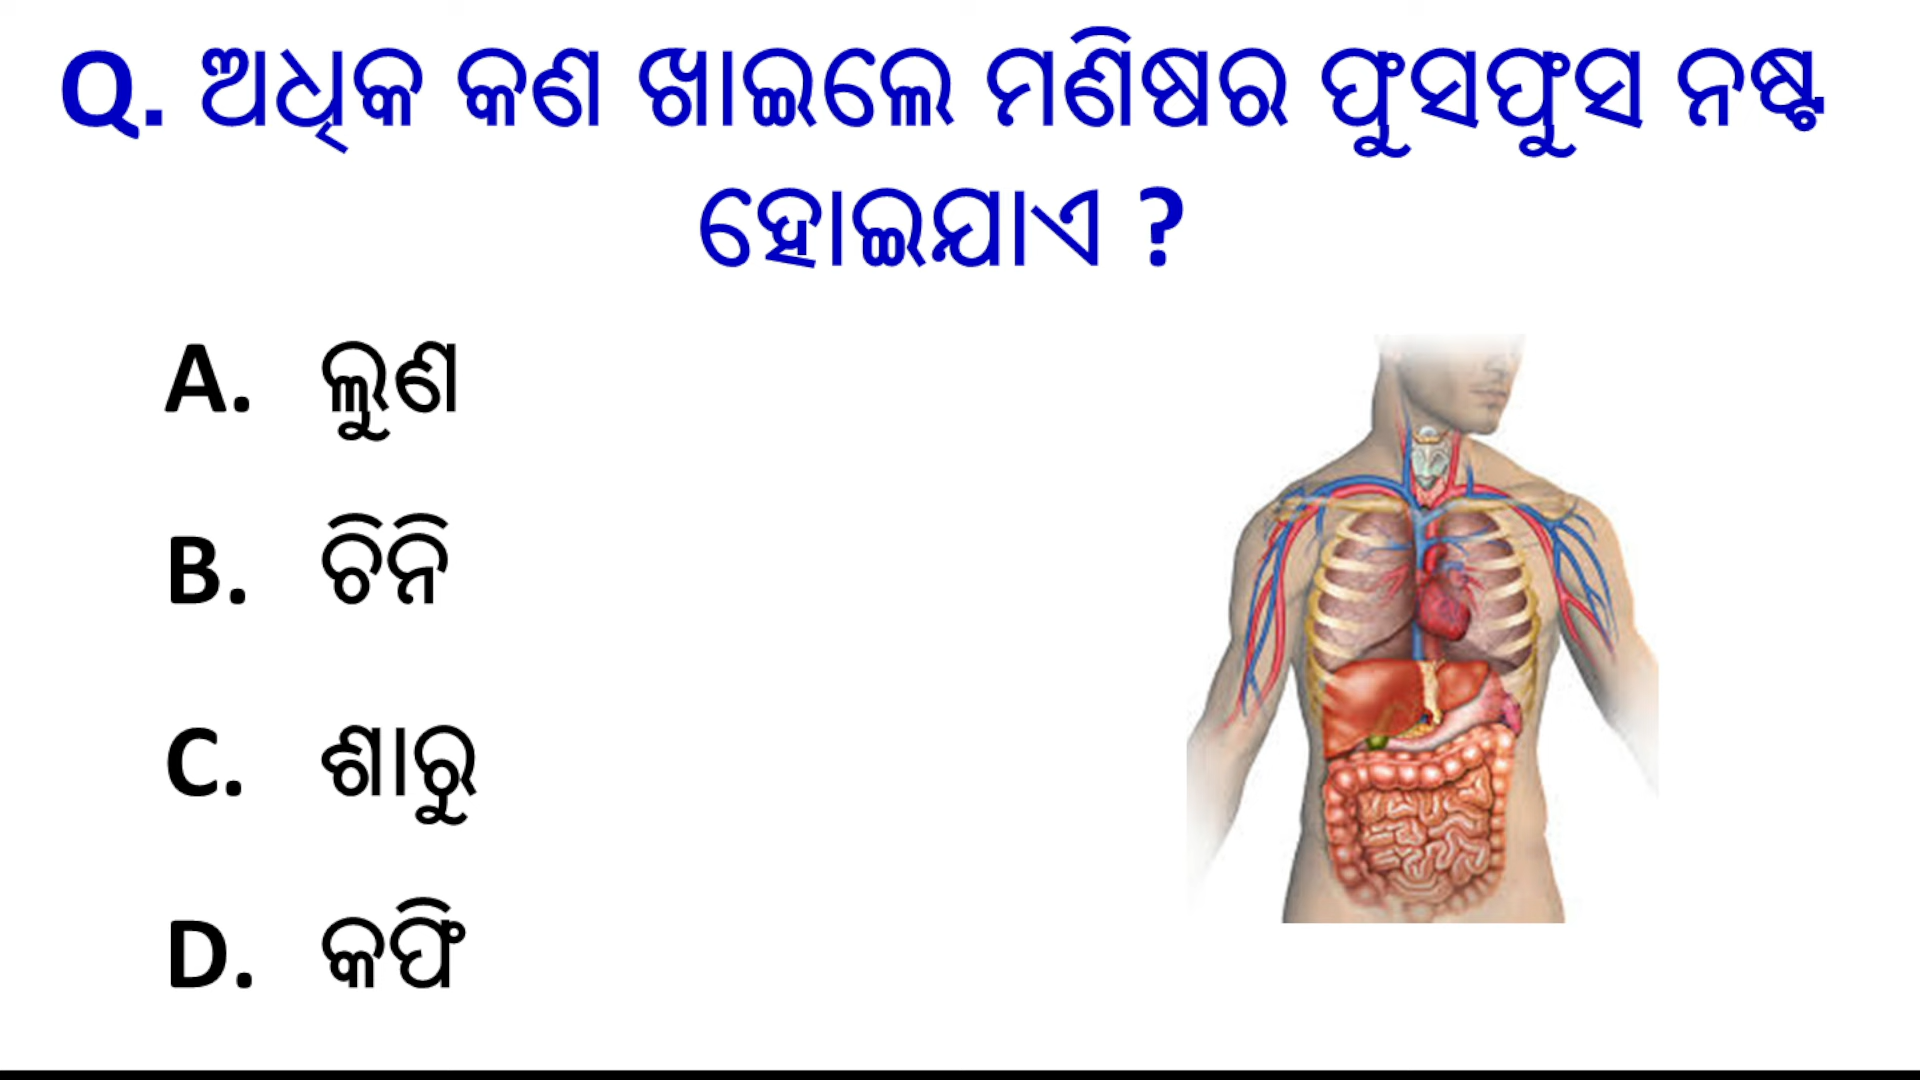 Q. ଅଧିକ କଣ ଖାଇଲେ ମଣିଷର ଫୁସଫୁସ ନଷ୍ଟ
ହୋଇଯାଏ ?
A. ଲୁଣ
B. ଚିନି
C. ଶାରୁ
D. କଫି